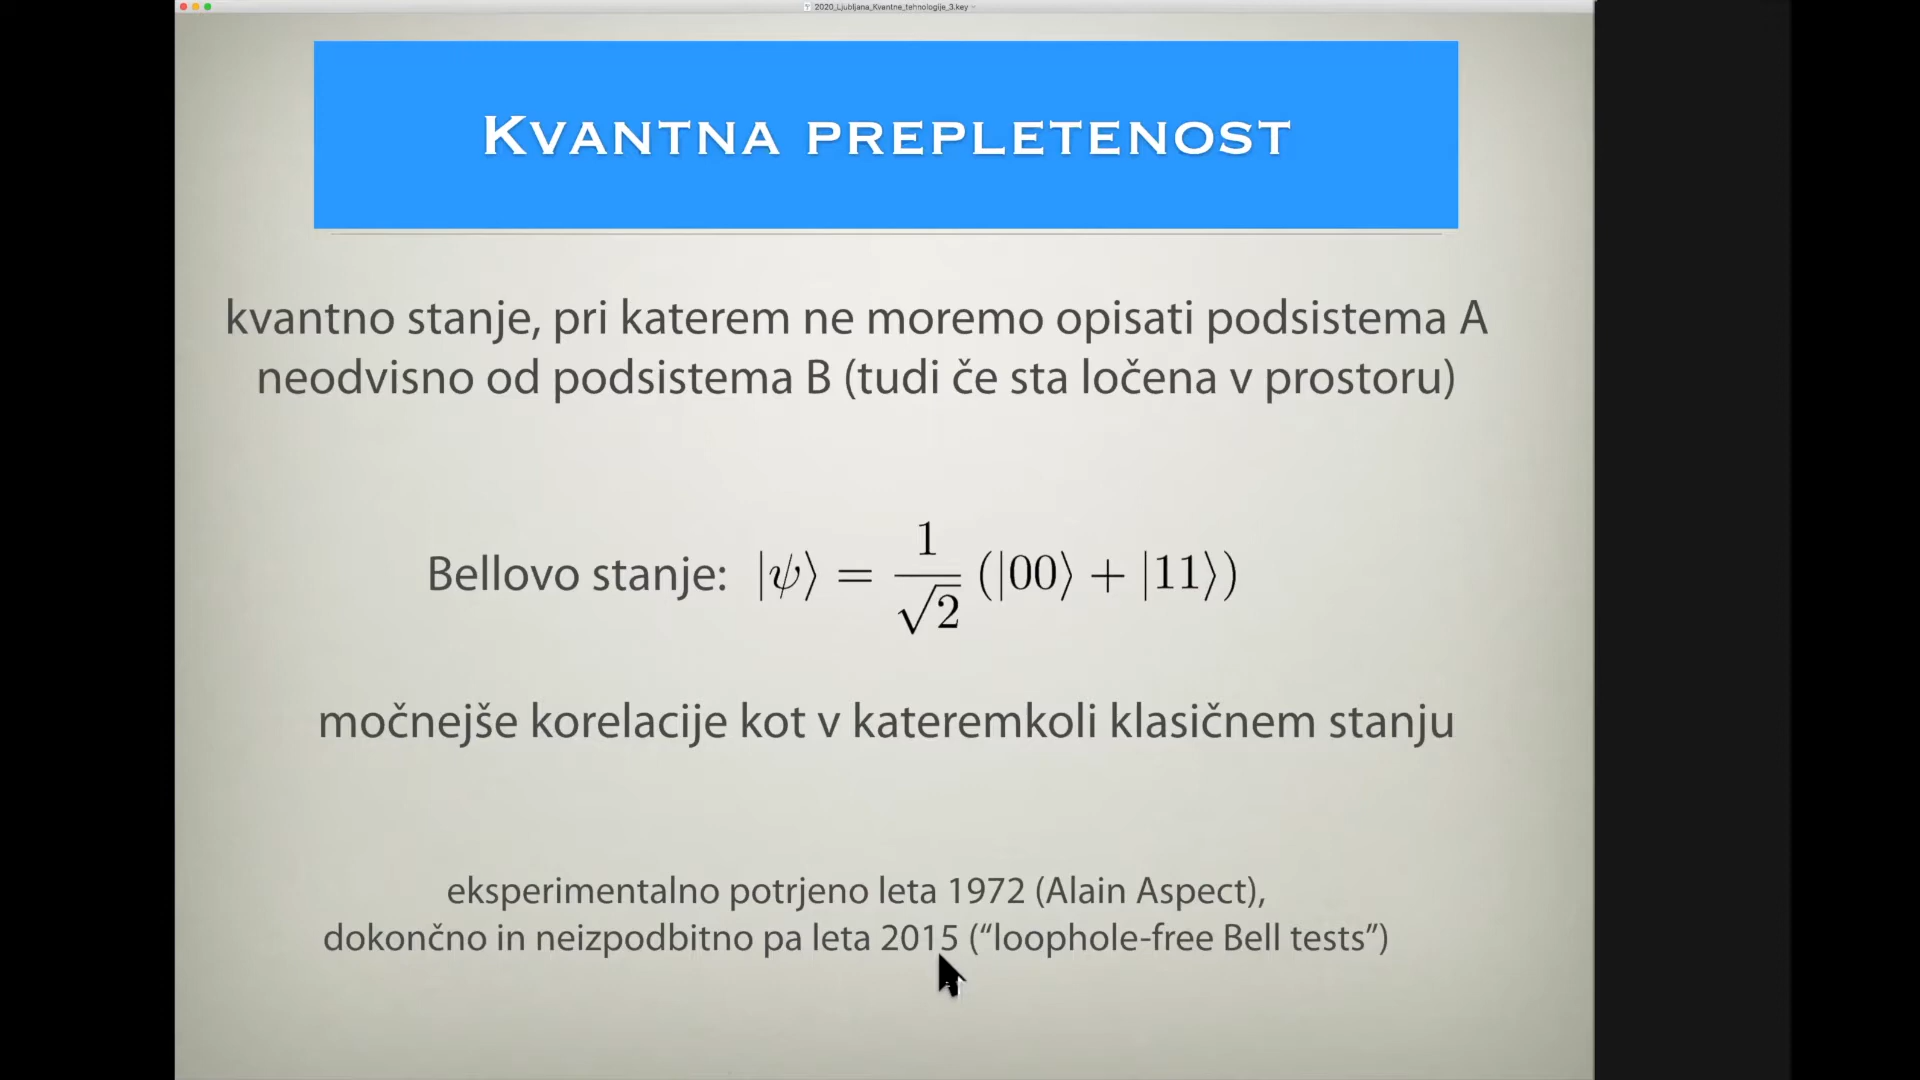 2020_Ljubljana_Kvantne_tehnologije_3.key
KVANTNA PREPLETENOST
kvantno stanje, pri katerem ne moremo opisati podsistema A
neodvisno od podsistema B (tudi če sta ločena v prostoru)
Bellovo stanje: |ψ⟩ = 1/√2 (|00⟩ + |11⟩)
močnejše korelacije kot v kateremkoli klasičnem stanju
eksperimentalno potrjeno leta 1972 (Alain Aspect),
dokončno in neizpodbitno pa leta 2015 (“loophole-free Bell tests”)